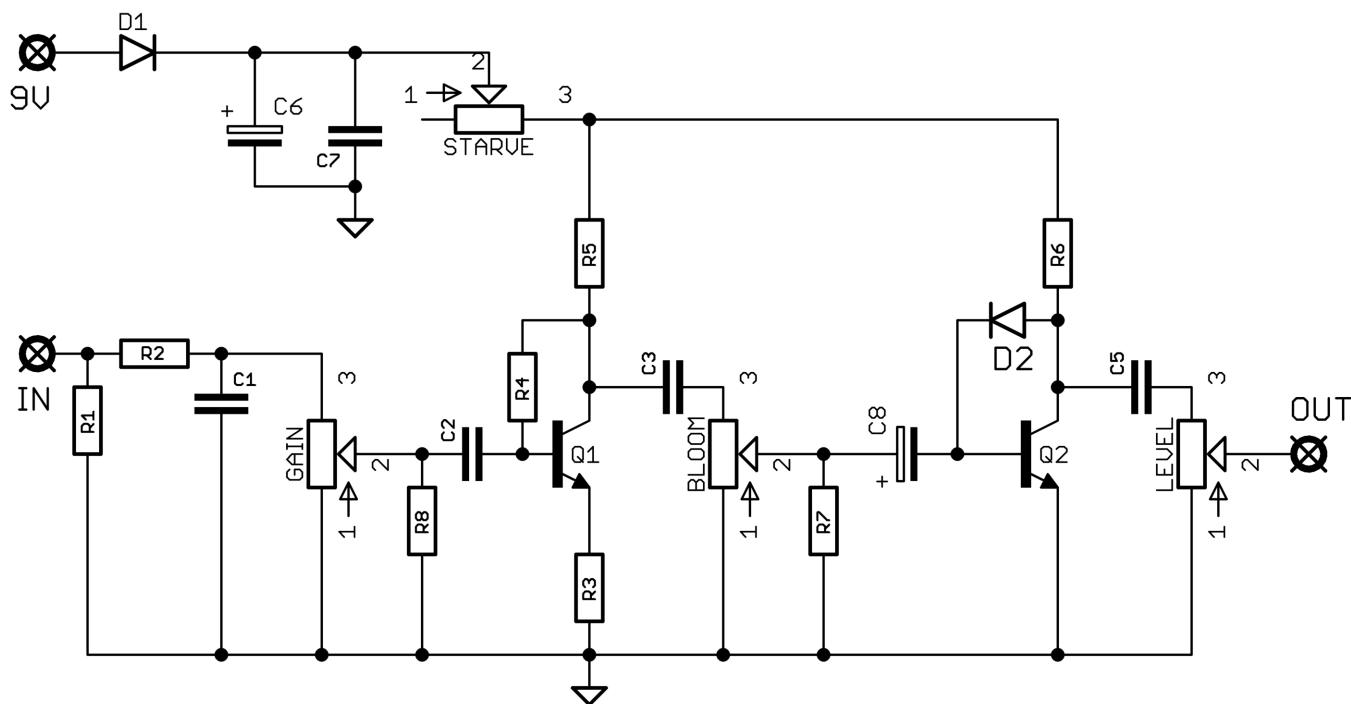 D1
9V
+ C6
C7
2
1
3
STARVE
R5
R6
IN
R2
R1
C1
3
GAIN
2
1
R8
C2
R4
Q1
R3
C3
3
BLOOM
2
1
R7
C8
+
D2
Q2
C5
3
LEVEL
2
1
OUT